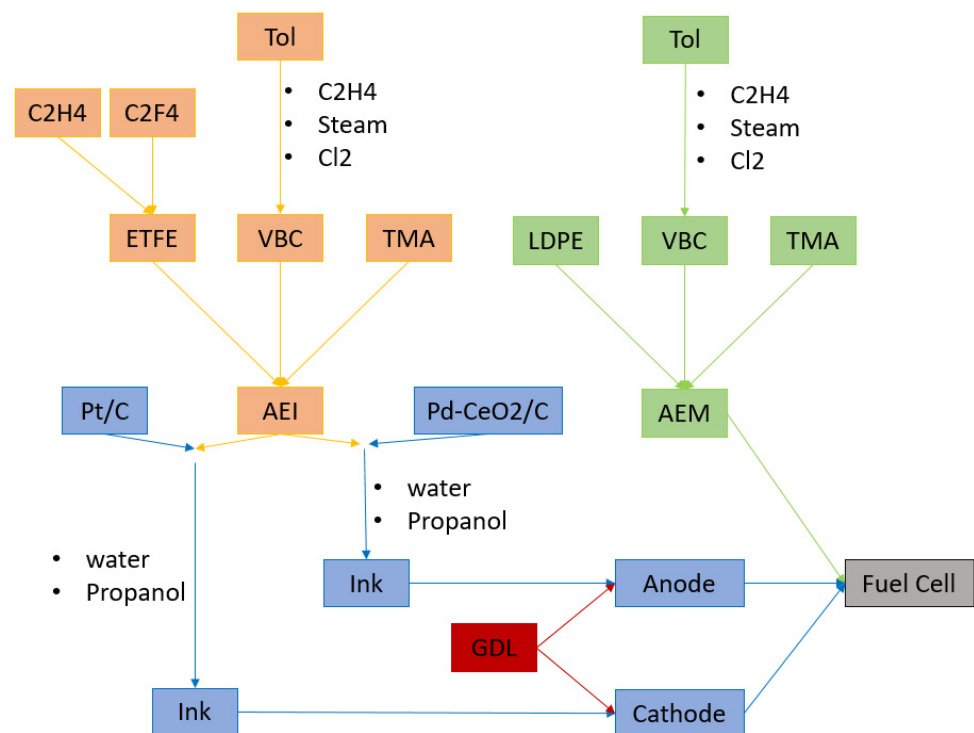 Tol
Tol
• C2H4
• Steam
• Cl2
• C2H4
• Steam
• Cl2
C2H4
C2F4
ETFE
VBC
TMA
LDPE
VBC
TMA
Pt/C
AEI
Pd-CeO2/C
AEM
• water
• Propanol
• water
• Propanol
Ink
Anode
Fuel Cell
GDL
Ink
Cathode